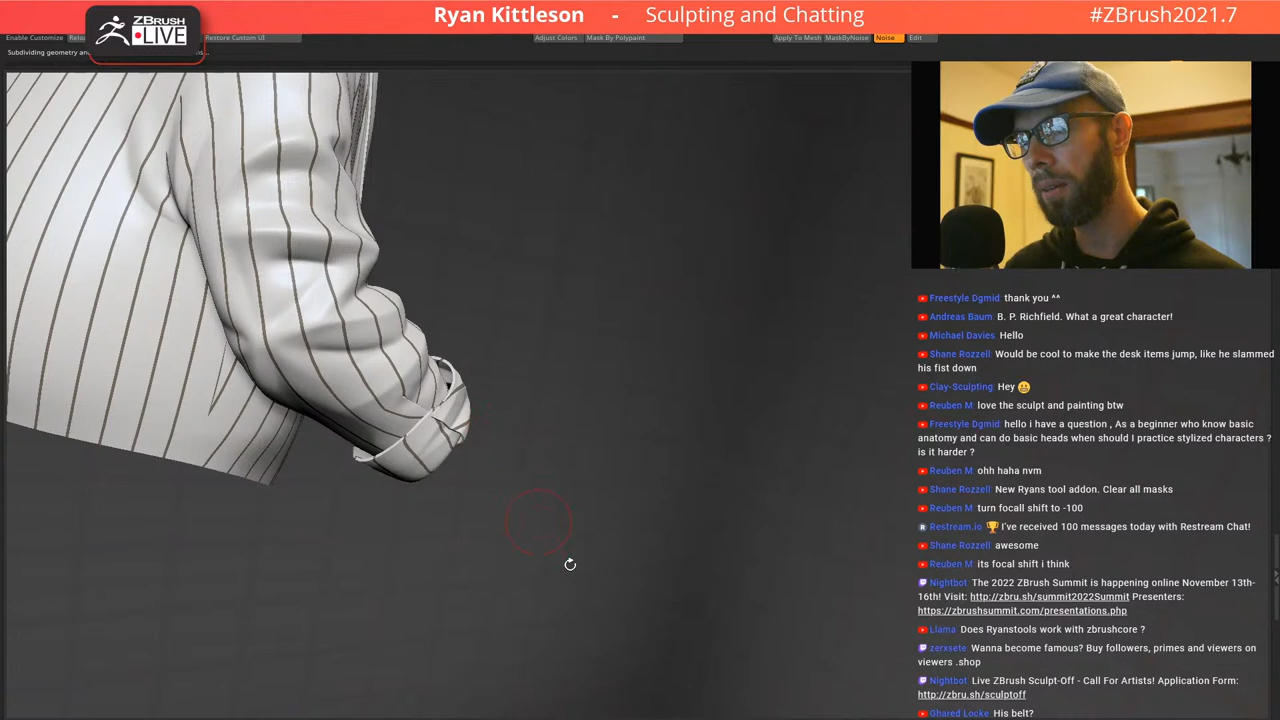 Ryan Kittleson - Sculpting and Chatting #ZBrush2021.7
ZBRUSH
LIVE
Enable Customize Restore Custom UI Adjust Colors Mask By Polypaint Apply To Mesh MaskByNoise Noise Edit
Subdividing geometry
Freestyle Dgmid thank you ^^
Andreas Baum B. P. Richfield. What a great character!
Michael Davies Hello
Shane Rozzell Would be cool to make the desk items jump, like he slammed
his fist down
Clay-Sculpting Hey 😀
Reuben M love the sculpt and painting btw
Freestyle Dgmid hello i have a question , As a beginner who know basic
anatomy and can do basic heads when should I practice stylized characters ?
is it harder ?
Reuben M ohh haha nvm
Shane Rozzell New Ryans tool addon. Clear all masks
Reuben M turn focall shift to -100
Restream.io 🏆 I've received 100 messages today with Restream Chat!
Shane Rozzell awesome
Reuben M its focal shift i think
Nightbot The 2022 ZBrush Summit is happening online November 13th-
16th! Visit: http://zbru.sh/summit2022Summit Presenters:
https://zbrushsummit.com/presentations.php
Llama Does Ryanstools work with zbrushcore ?
zerxsete Wanna become famous? Buy followers, primes and viewers on
viewers .shop
Nightbot Live ZBrush Sculpt-Off - Call For Artists! Application Form:
http://zbru.sh/sculptoff
Ghared Locke His belt?